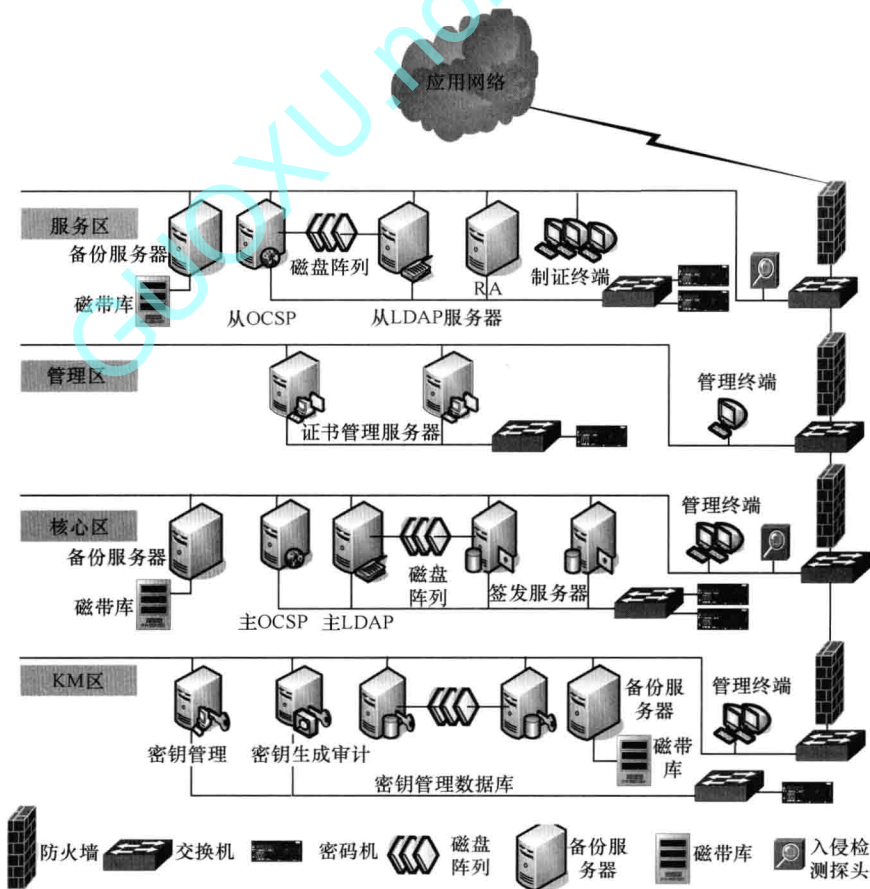 应用网络
服务区
备份服务器
磁带库
从OCSP
磁盘阵列
从LDAP服务器
RA
制证终端
管理区
证书管理服务器
管理终端
核心区
备份服务器
磁带库
主OCSP
主LDAP
磁盘
阵列
签发服务器
管理终端
KM区
密钥管理
密钥生成审计
密钥管理数据库
备份服
务器
磁带
库
管理终端
防火墙
交换机
密码机
磁盘
阵列
备份服
务器
磁带库
入侵检
测探头